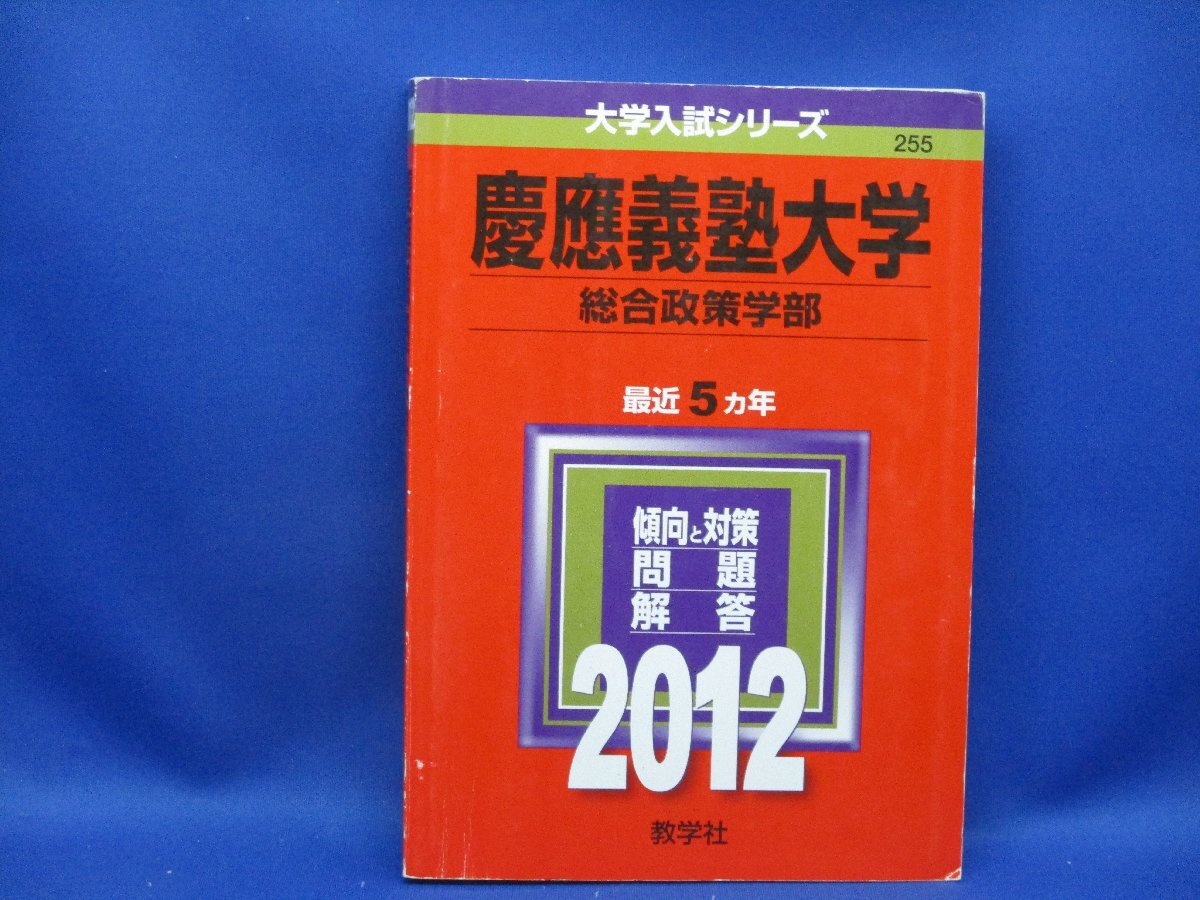 大学入試シリーズ
255
慶應義塾大学
総合政策学部
最近5ヵ年
傾向と対策
問題
解答
2012
教学社